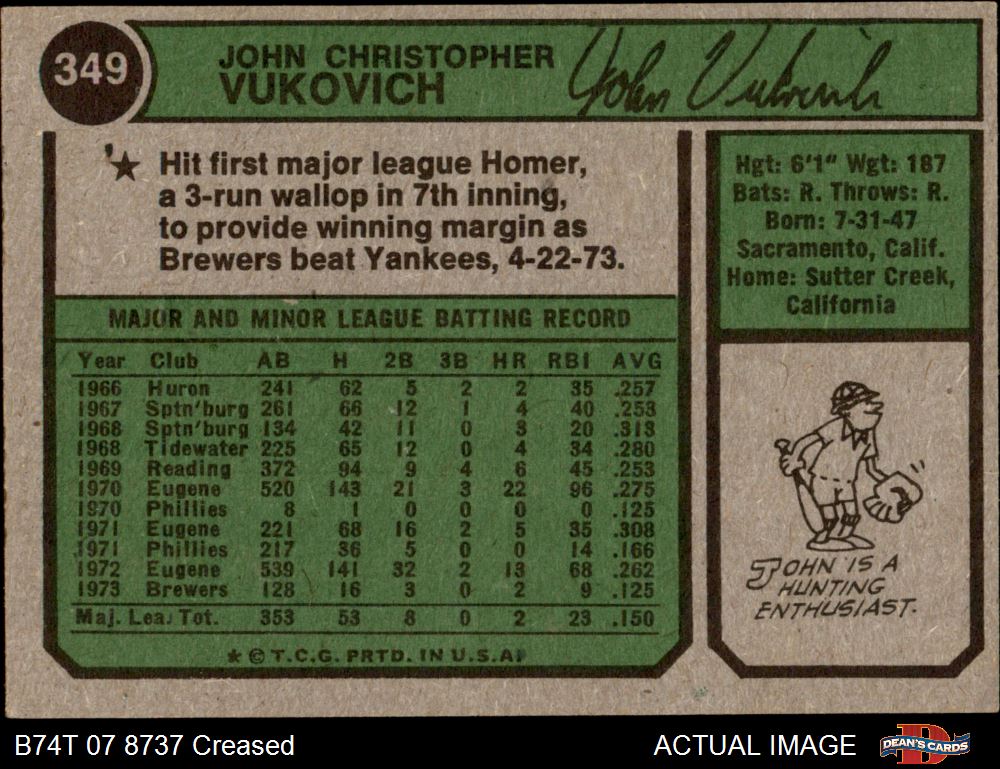 349
JOHN CHRISTOPHER
VUKOVICH
John Vukovich
★ Hit first major league Homer,
a 3-run wallop in 7th inning,
to provide winning margin as
Brewers beat Yankees, 4-22-73.
Hgt: 6'1" Wgt: 187
Bats: R. Throws: R.
Born: 7-31-47
Sacramento, Calif.
Home: Sutter Creek,
California
MAJOR AND MINOR LEAGUE BATTING RECORD
Year Club AB H 2B 3B HR RBI AVG
1966 Huron 241 62 5 2 2 35 .257
1967 Sptn'burg 261 66 12 1 4 40 .253
1968 Sptn'burg 134 42 11 0 3 20 .313
1968 Tidewater 225 65 12 0 4 34 .280
1969 Reading 372 94 9 4 6 45 .253
1970 Eugene 520 143 21 3 22 96 .275
1970 Phillies 8 1 0 0 0 0 .125
1971 Eugene 221 68 16 2 5 35 .308
1971 Phillies 217 36 5 0 0 14 .166
1972 Eugene 539 141 32 2 13 68 .262
1973 Brewers 128 16 3 0 2 9 .125
Maj. Lea. Tot. 353 53 8 0 2 23 .150
★ © T.C.G. PRTD. IN U.S.A.
JOHN IS A
HUNTING
ENTHUSIAST.
B74T 07 8737 Creased
ACTUAL IMAGE
DEAN'S CARDS